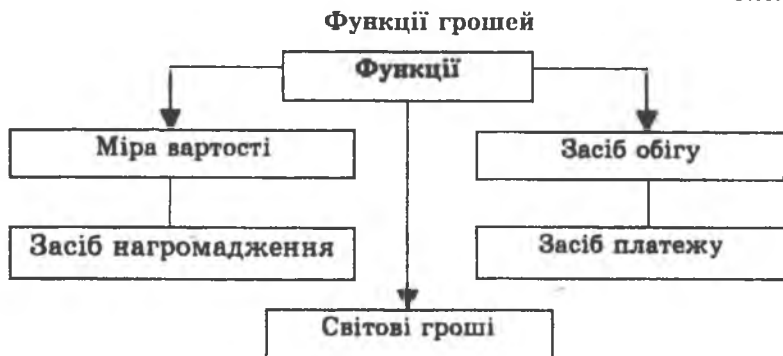 Функції грошей
Функції
Міра вартості
Засіб обігу
Засіб нагромадження
Засіб платежу
Світові гроші